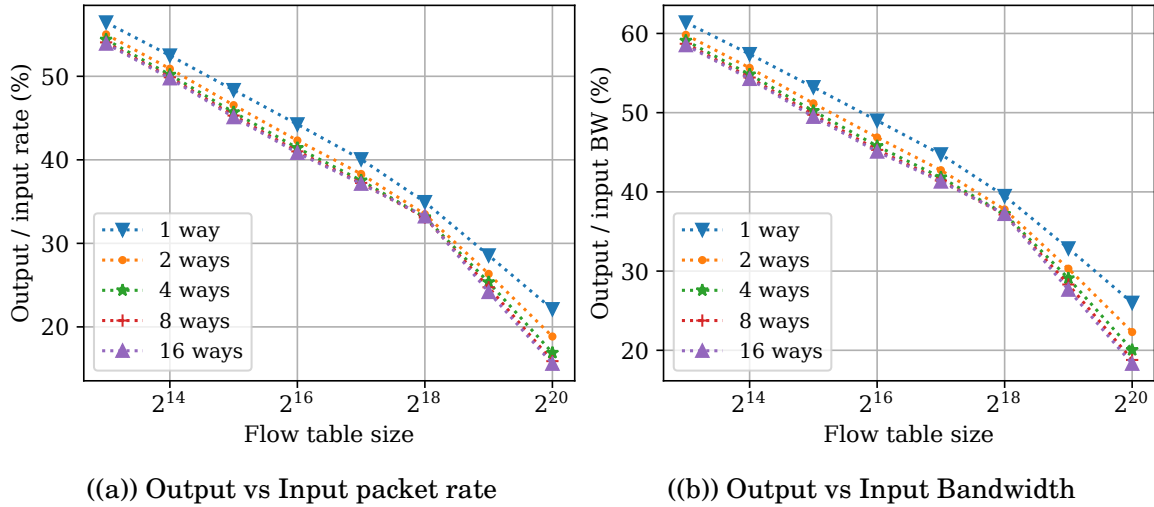 Output / input rate (%)
50
40
30
20
1 way
2 ways
4 ways
8 ways
16 ways
2^14 2^16 2^18 2^20
Flow table size
((a)) Output vs Input packet rate
Output / input BW (%)
60
50
40
30
20
1 way
2 ways
4 ways
8 ways
16 ways
2^14 2^16 2^18 2^20
Flow table size
((b)) Output vs Input Bandwidth